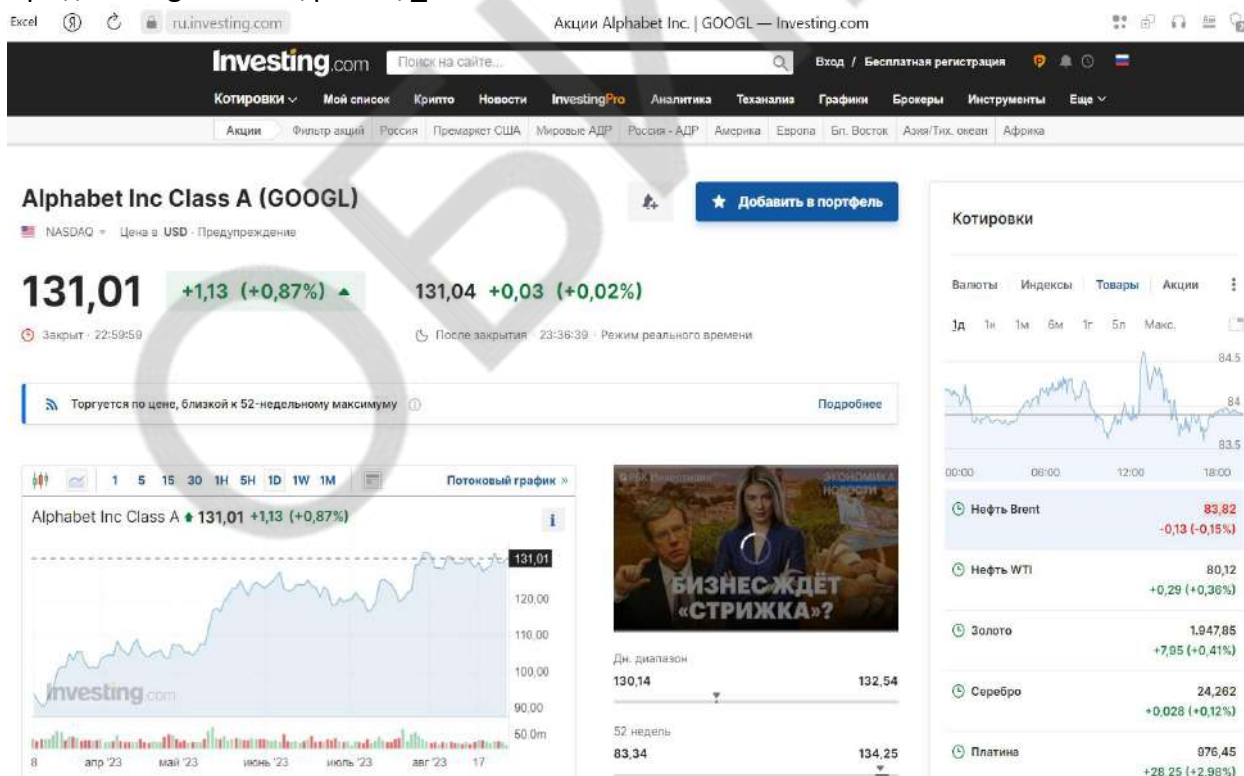 Excel ru.investing.com Акции Alphabet Inc. | GOOGL — Investing.com
Investing.com Поиск на сайте... Вход / Бесплатная регистрация
Котировки Мой список Крипто Новости InvestingPro Аналитика Теханализ Графики Брокеры Инструменты Еще
Акции Фильтр акций Россия Премаркет США Мировые АДР Россия - АДР Америка Европа Бл. Восток Азия/Тих. океан Африка
Alphabet Inc Class A (GOOGL)
Добавить в портфель
NASDAQ Цена в USD · Предупреждение
131,01 +1,13 (+0,87%) 131,04 +0,03 (+0,02%)
Закрыт · 22:59:59 После закрытия · 23:36:39 · Режим реального времени
Торгуется по цене, близкой к 52-недельному максимуму Подробнее
1 5 15 30 1H 5H 1D 1W 1M Потоковый график »
Alphabet Inc Class A 131,01 +1,13 (+0,87%)
131,01
120,00
110,00
100,00
90,00
50.0m
Investing.com
8 апр '23 май '23 июнь '23 июль '23 авг '23 17
ЭКОНОМИКА
НОВОСТИ
БИЗНЕС ЖДЁТ
«СТРИЖКА»?
Дн. диапазон
130,14 132,54
52 недель
83,34 134,25
Котировки
Валюты Индексы Товары Акции
1д 1н 1м 6м 1г 5л Макс.
84.5
84
83.5
00:00 06:00 12:00 18:00
Нефть Brent 83,82
-0,13 (-0,15%)
Нефть WTI 80,12
+0,29 (+0,36%)
Золото 1.947,85
+7,95 (+0,41%)
Серебро 24,262
+0,028 (+0,12%)
Платина 976,45
+28,25 (+2,98%)